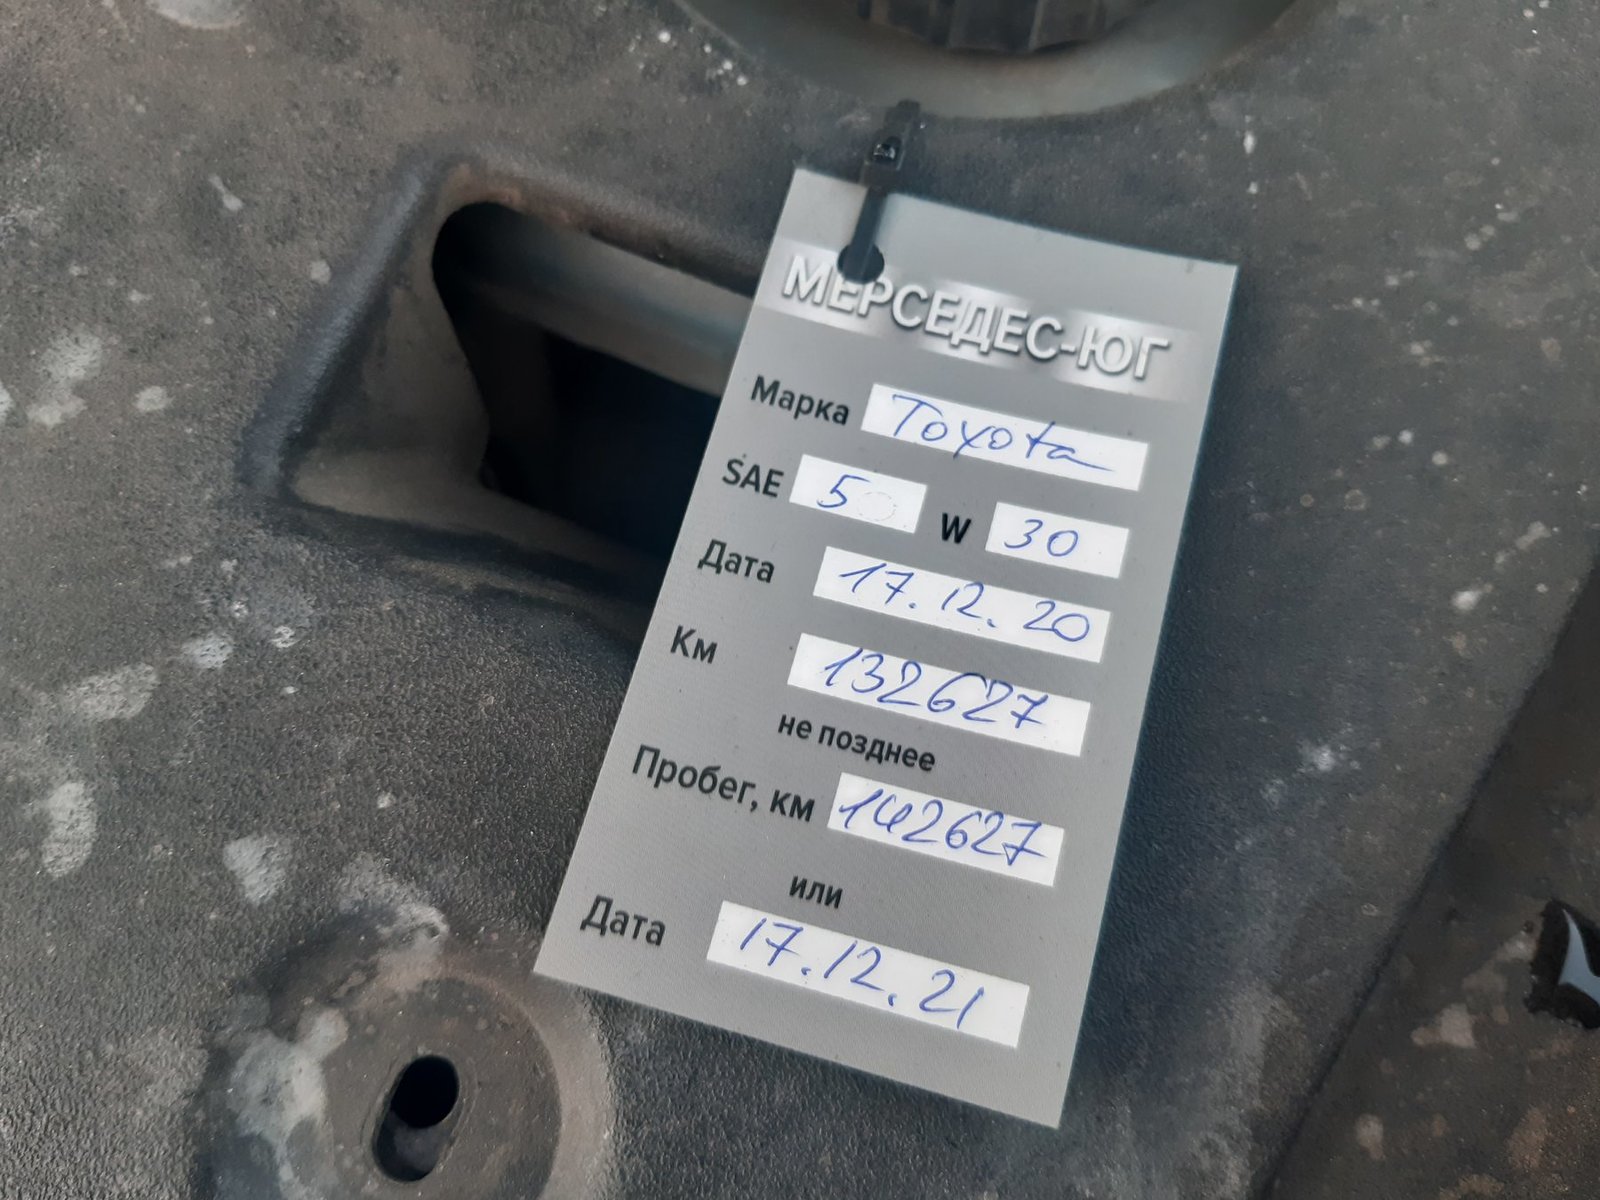 МЕРСЕДЕС-ЮГ
Марка Toyota
SAE 5 W 30
Дата 17.12.20
Км 132627
не позднее
Пробег, км 142627
или
Дата 17.12.21